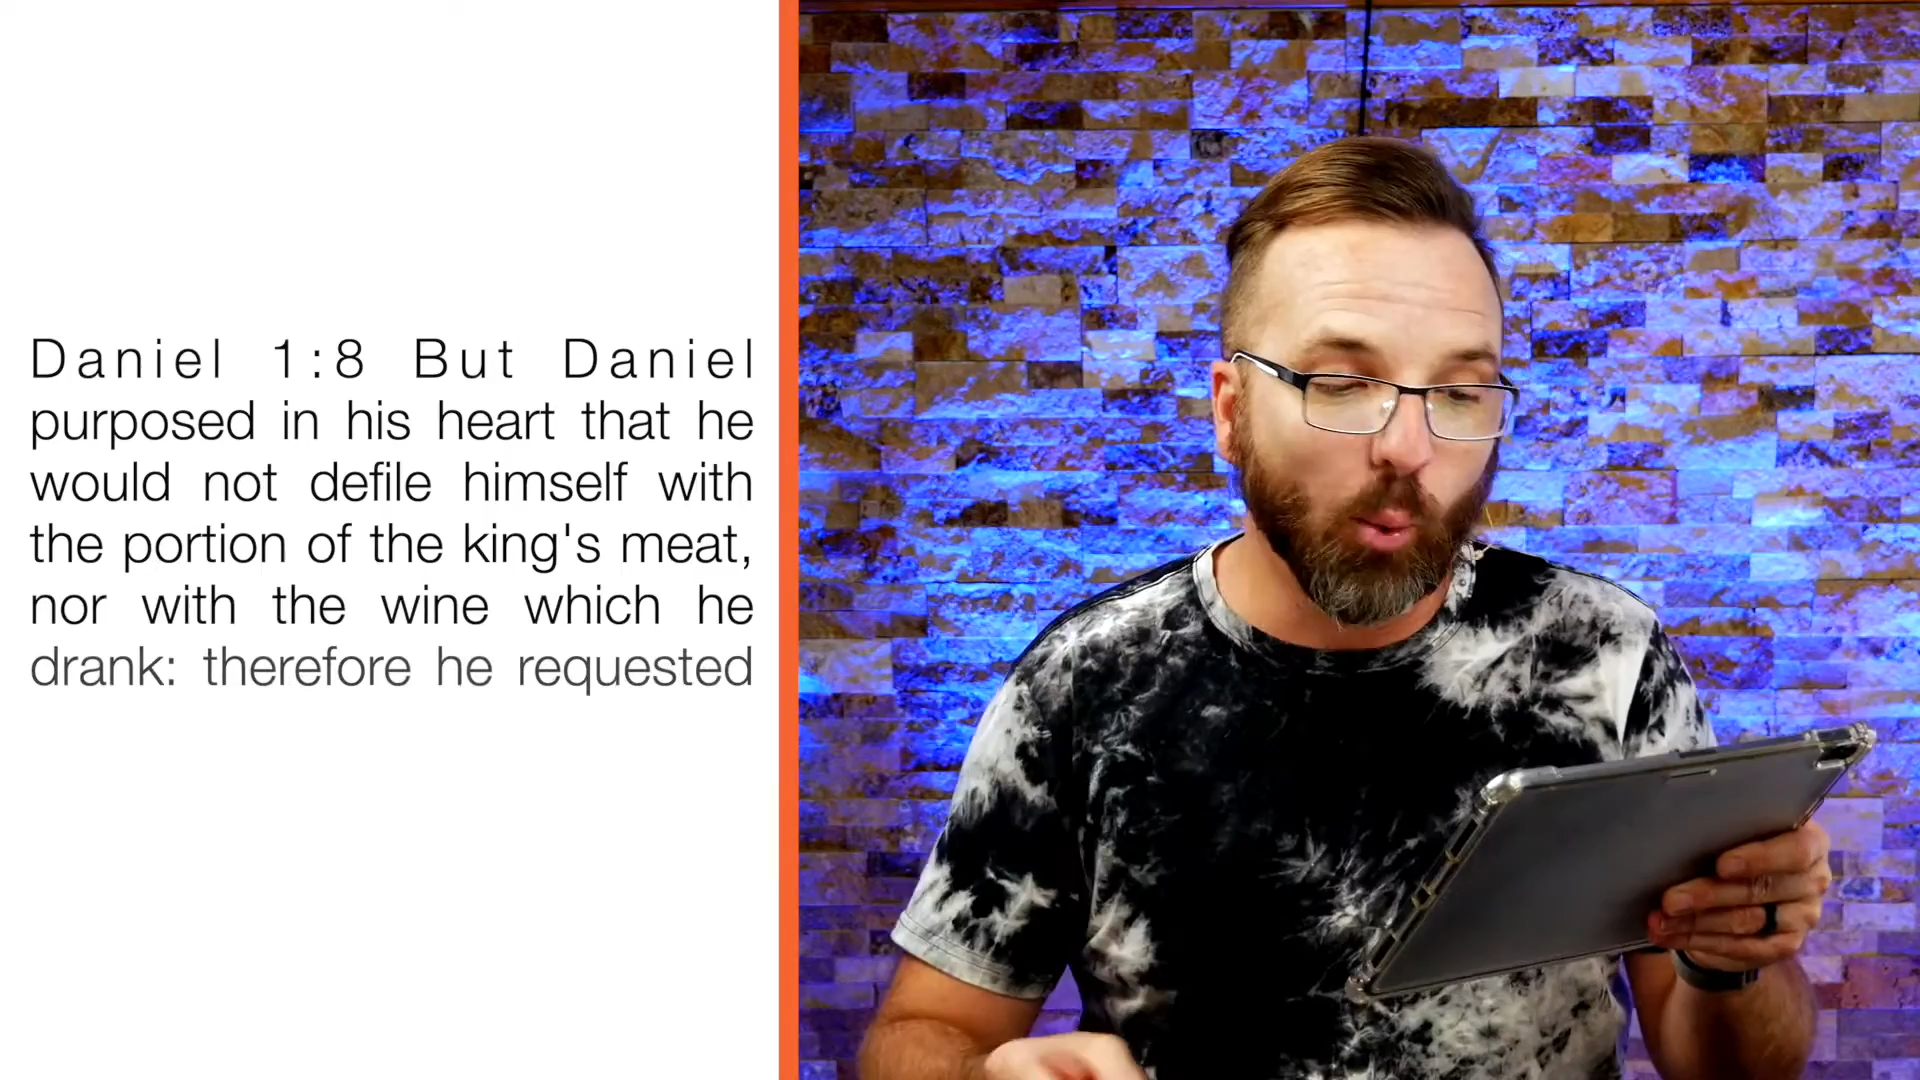 Daniel 1:8 But Daniel
purposed in his heart that he
would not defile himself with
the portion of the king's meat,
nor with the wine which he
drank: therefore he requested